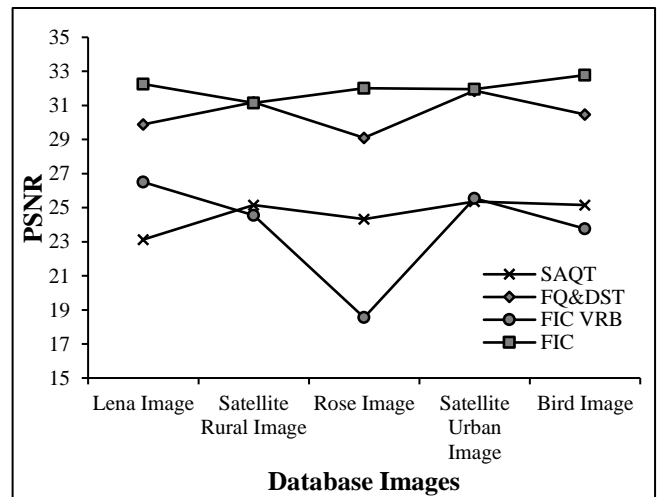 35
33
31
29
27
25
23
21
19
17
15
PSNR
SAQT
FQ&DST
FIC VRB
FIC
Lena Image
Satellite
Rural Image
Rose Image
Satellite
Urban
Image
Bird Image
Database Images